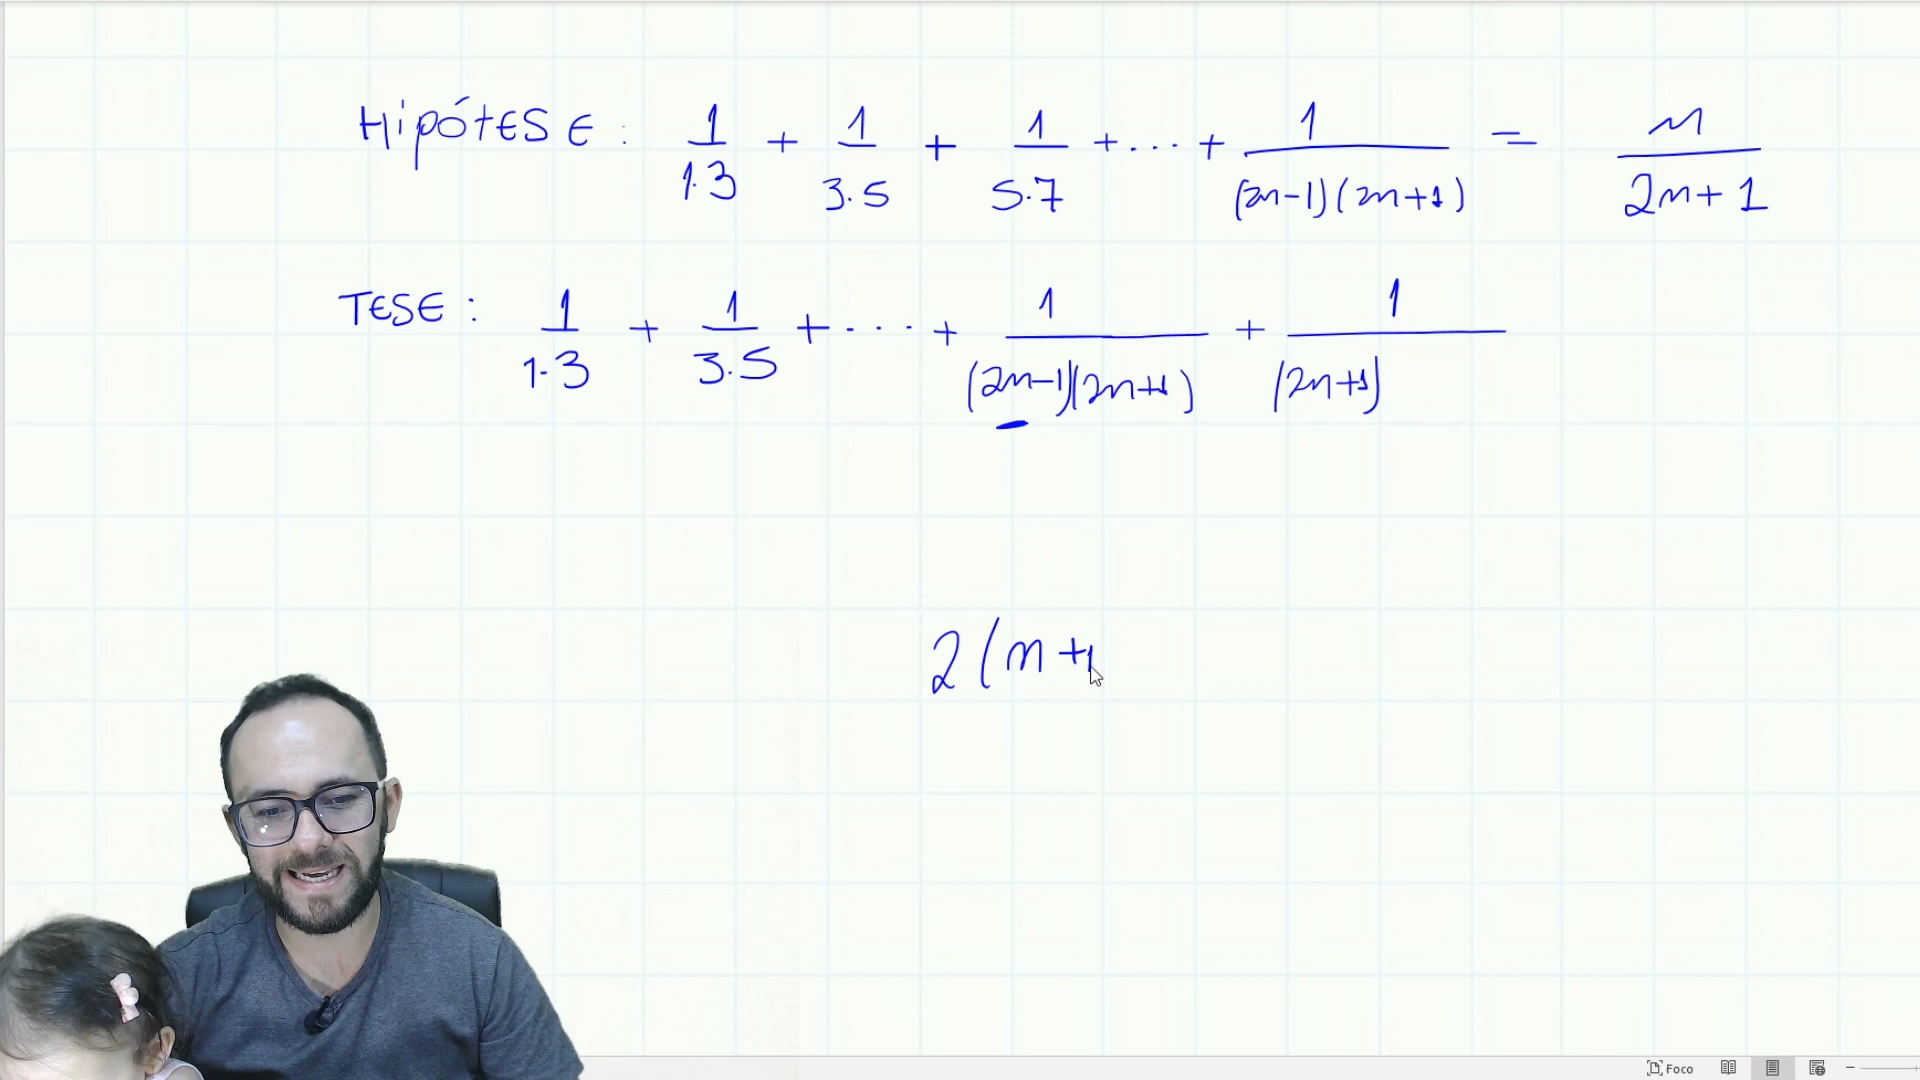 HipótESE : 1/1.3 + 1/3.5 + 1/5.7 +...+ 1/(2n-1)(2n+1) = n/2n+1
TESE : 1/1.3 + 1/3.5 +...+ 1/(2n-1)(2n+1) + 1/(2n+1)
2(n+1
Foco